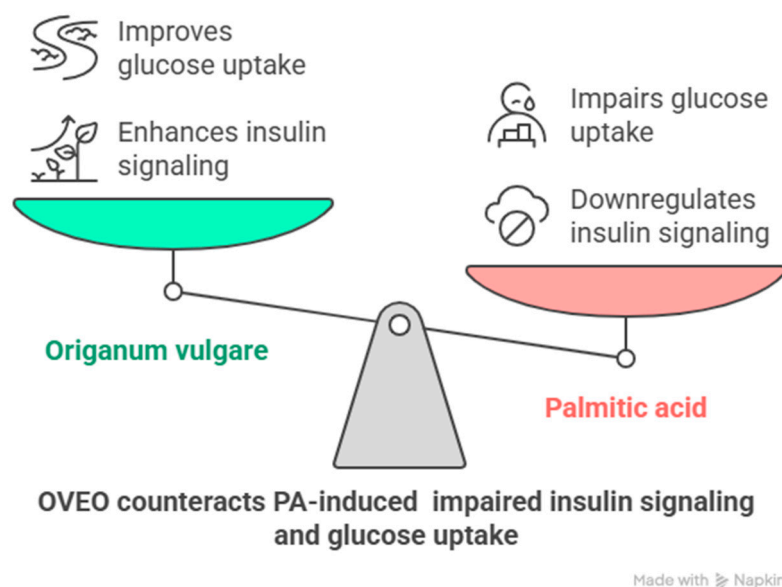 Improves
glucose uptake
Enhances insulin
signaling
Impairs glucose
uptake
Downregulates
insulin signaling
Origanum vulgare
Palmitic acid
OVEO counteracts PA-induced impaired insulin signaling
and glucose uptake
Made with Napkin